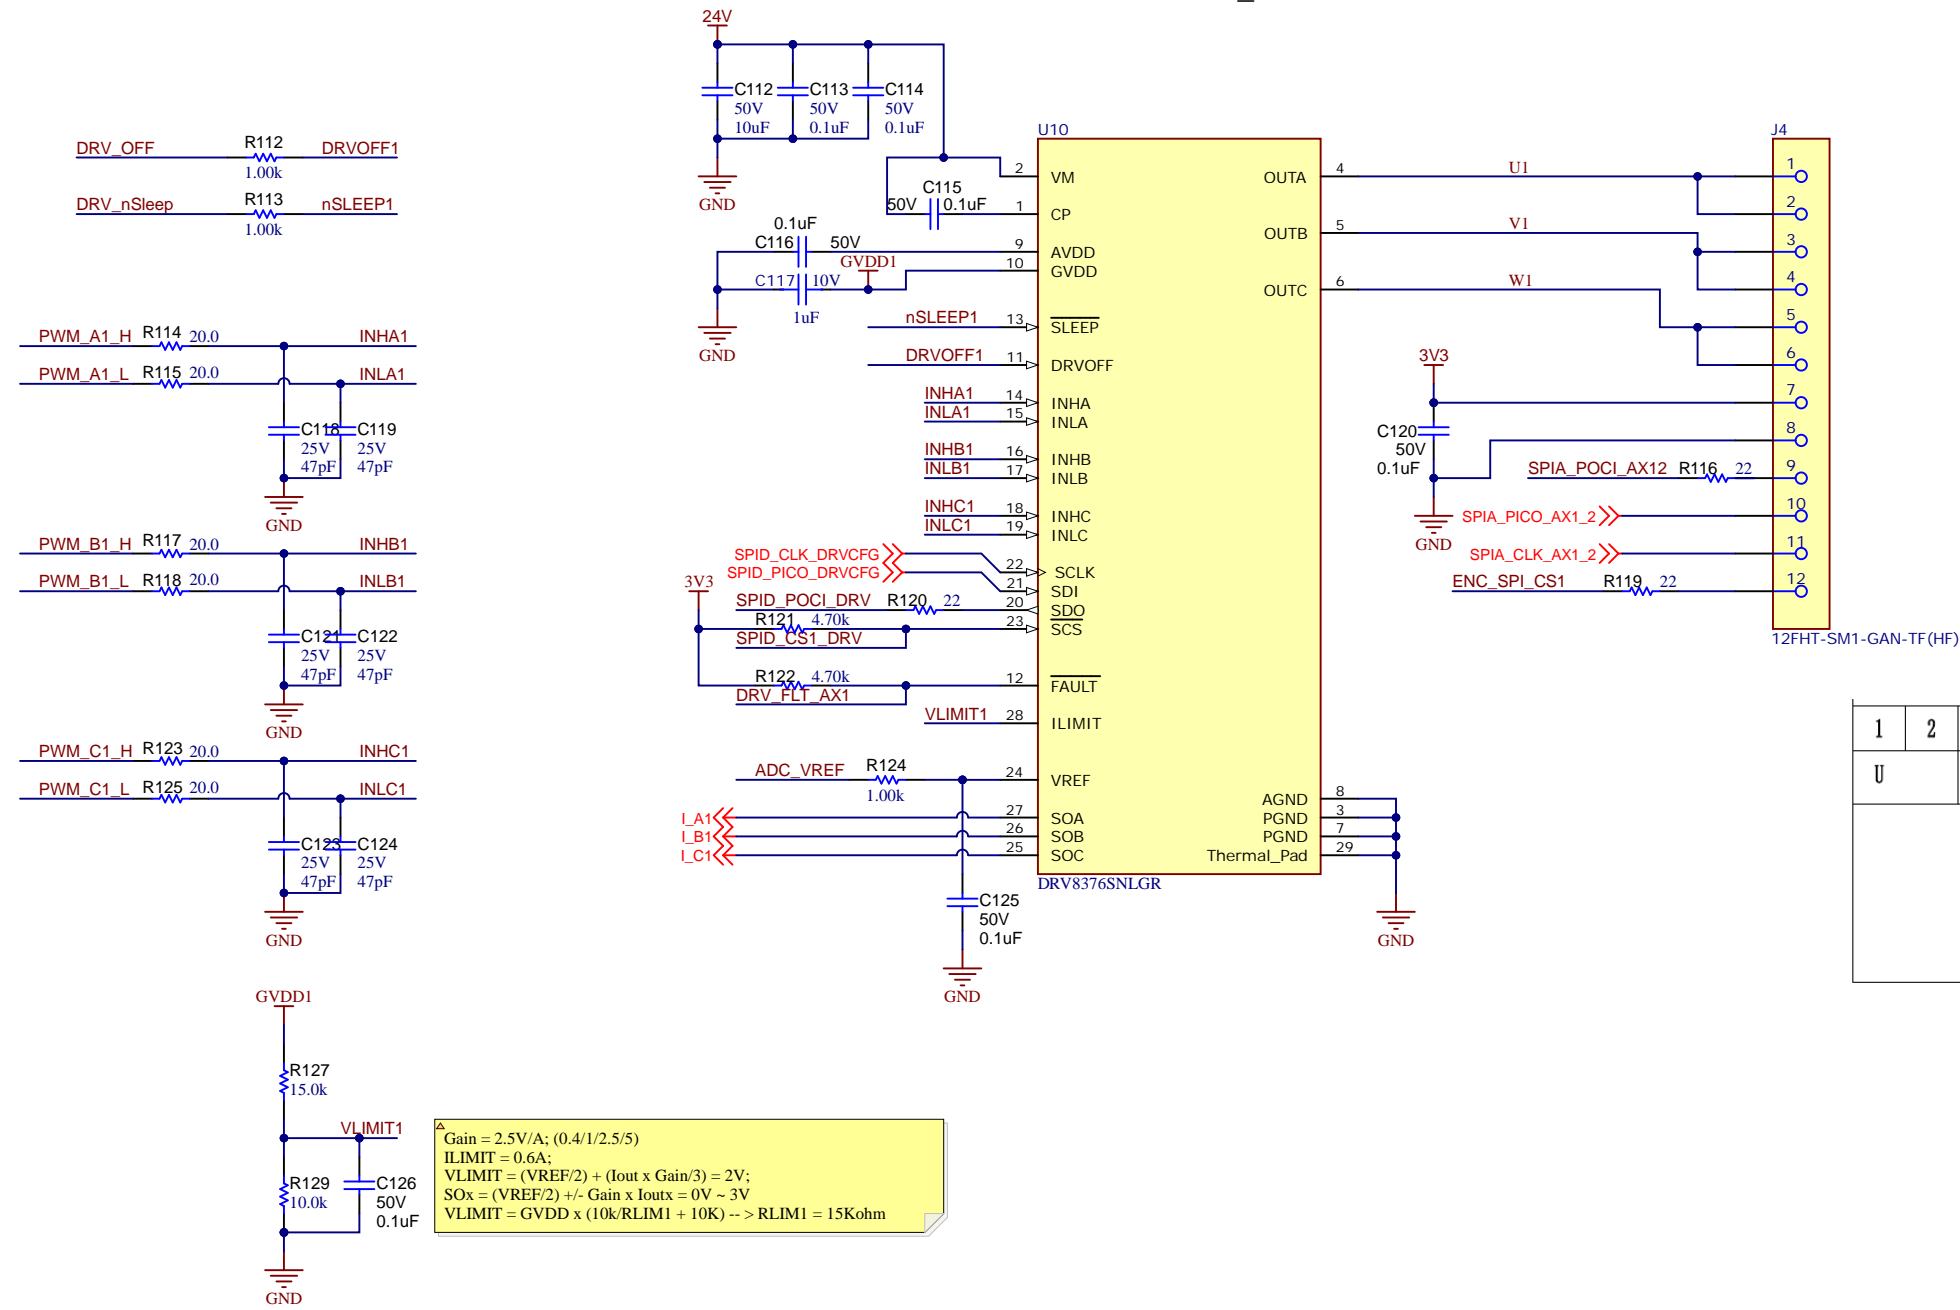 24V
C112
50V
10uF
C113
50V
0.1uF
C114
50V
0.1uF
GND
DRV_OFF
R112
1.00k
DRVOFF1
DRV_nSleep
R113
1.00k
nSLEEP1
C115
50V
0.1uF
0.1uF
C116
50V
GVDD1
C117
10V
1uF
GND
nSLEEP1
DRVOFF1
INHA1
INLA1
INHB1
INLB1
INHC1
INLC1
SPID_CLK_DRVCFG
SPID_PICO_DRVCFG
3V3
SPID_POCI_DRV
R120
22
R121
4.70k
SPID_CS1_DRV
R122
4.70k
DRV_FLT_AX1
VLIMIT1
ADC_VREF
R124
1.00k
I_A1
I_B1
I_C1
C125
50V
0.1uF
GND
U10
2 VM
1 CP
9 AVDD
10 GVDD
13 SLEEP
11 DRVOFF
14 INHA
15 INLA
16 INHB
17 INLB
18 INHC
19 INLC
22 SCLK
21 SDI
20 SDO
23 SCS
12 FAULT
28 ILIMIT
24 VREF
27 SOA
26 SOB
25 SOC
OUTA 4
OUTB 5
OUTC 6
AGND 8
PGND 3
PGND 7
Thermal_Pad 29
DRV8376SNLGR
GND
U1
V1
W1
3V3
C120
50V
0.1uF
GND
SPIA_POCI_AX12
R116
22
SPIA_PICO_AX1_2
SPIA_CLK_AX1_2
ENC_SPI_CS1
R119
22
J4
1
2
3
4
5
6
7
8
9
10
11
12
12FHT-SM1-GAN-TF(HF)
1 2
U
PWM_A1_H
R114
20.0
INHA1
PWM_A1_L
R115
20.0
INLA1
C118
25V
47pF
C119
25V
47pF
GND
PWM_B1_H
R117
20.0
INHB1
PWM_B1_L
R118
20.0
INLB1
C121
25V
47pF
C122
25V
47pF
GND
PWM_C1_H
R123
20.0
INHC1
PWM_C1_L
R125
20.0
INLC1
C123
25V
47pF
C124
25V
47pF
GND
GVDD1
R127
15.0k
VLIMIT1
R129
10.0k
C126
50V
0.1uF
GND
Gain = 2.5V/A; (0.4/1/2.5/5)
ILIMIT = 0.6A;
VLIMIT = (VREF/2) + (Iout x Gain/3) = 2V;
SOx = (VREF/2) +/- Gain x Ioutx = 0V ~ 3V
VLIMIT = GVDD x (10k/RLIM1 + 10K) -- > RLIM1 = 15Kohm